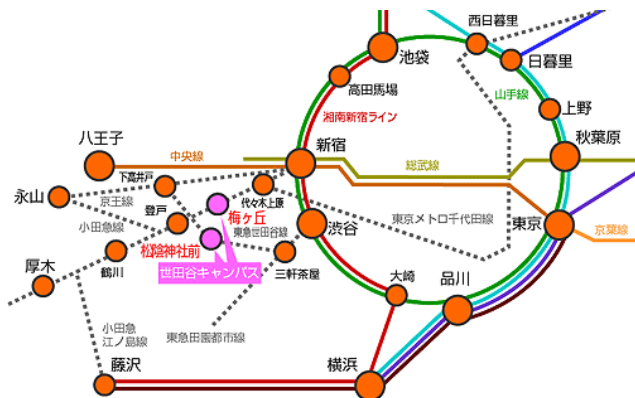 西日暮里
池袋
日暮里
高田馬場
山手線
上野
湘南新宿ライン
八王子
中央線
新宿
総武線
秋葉原
下高井戸
代々木上原
永山
京王線
登戸
梅ヶ丘
東京メトロ千代田線
小田急線
東急世田谷線
渋谷
東京
京葉線
松陰神社前
厚木
鶴川
世田谷キャンパス
三軒茶屋
大崎
品川
小田急
江ノ島線
東急田園都市線
藤沢
横浜